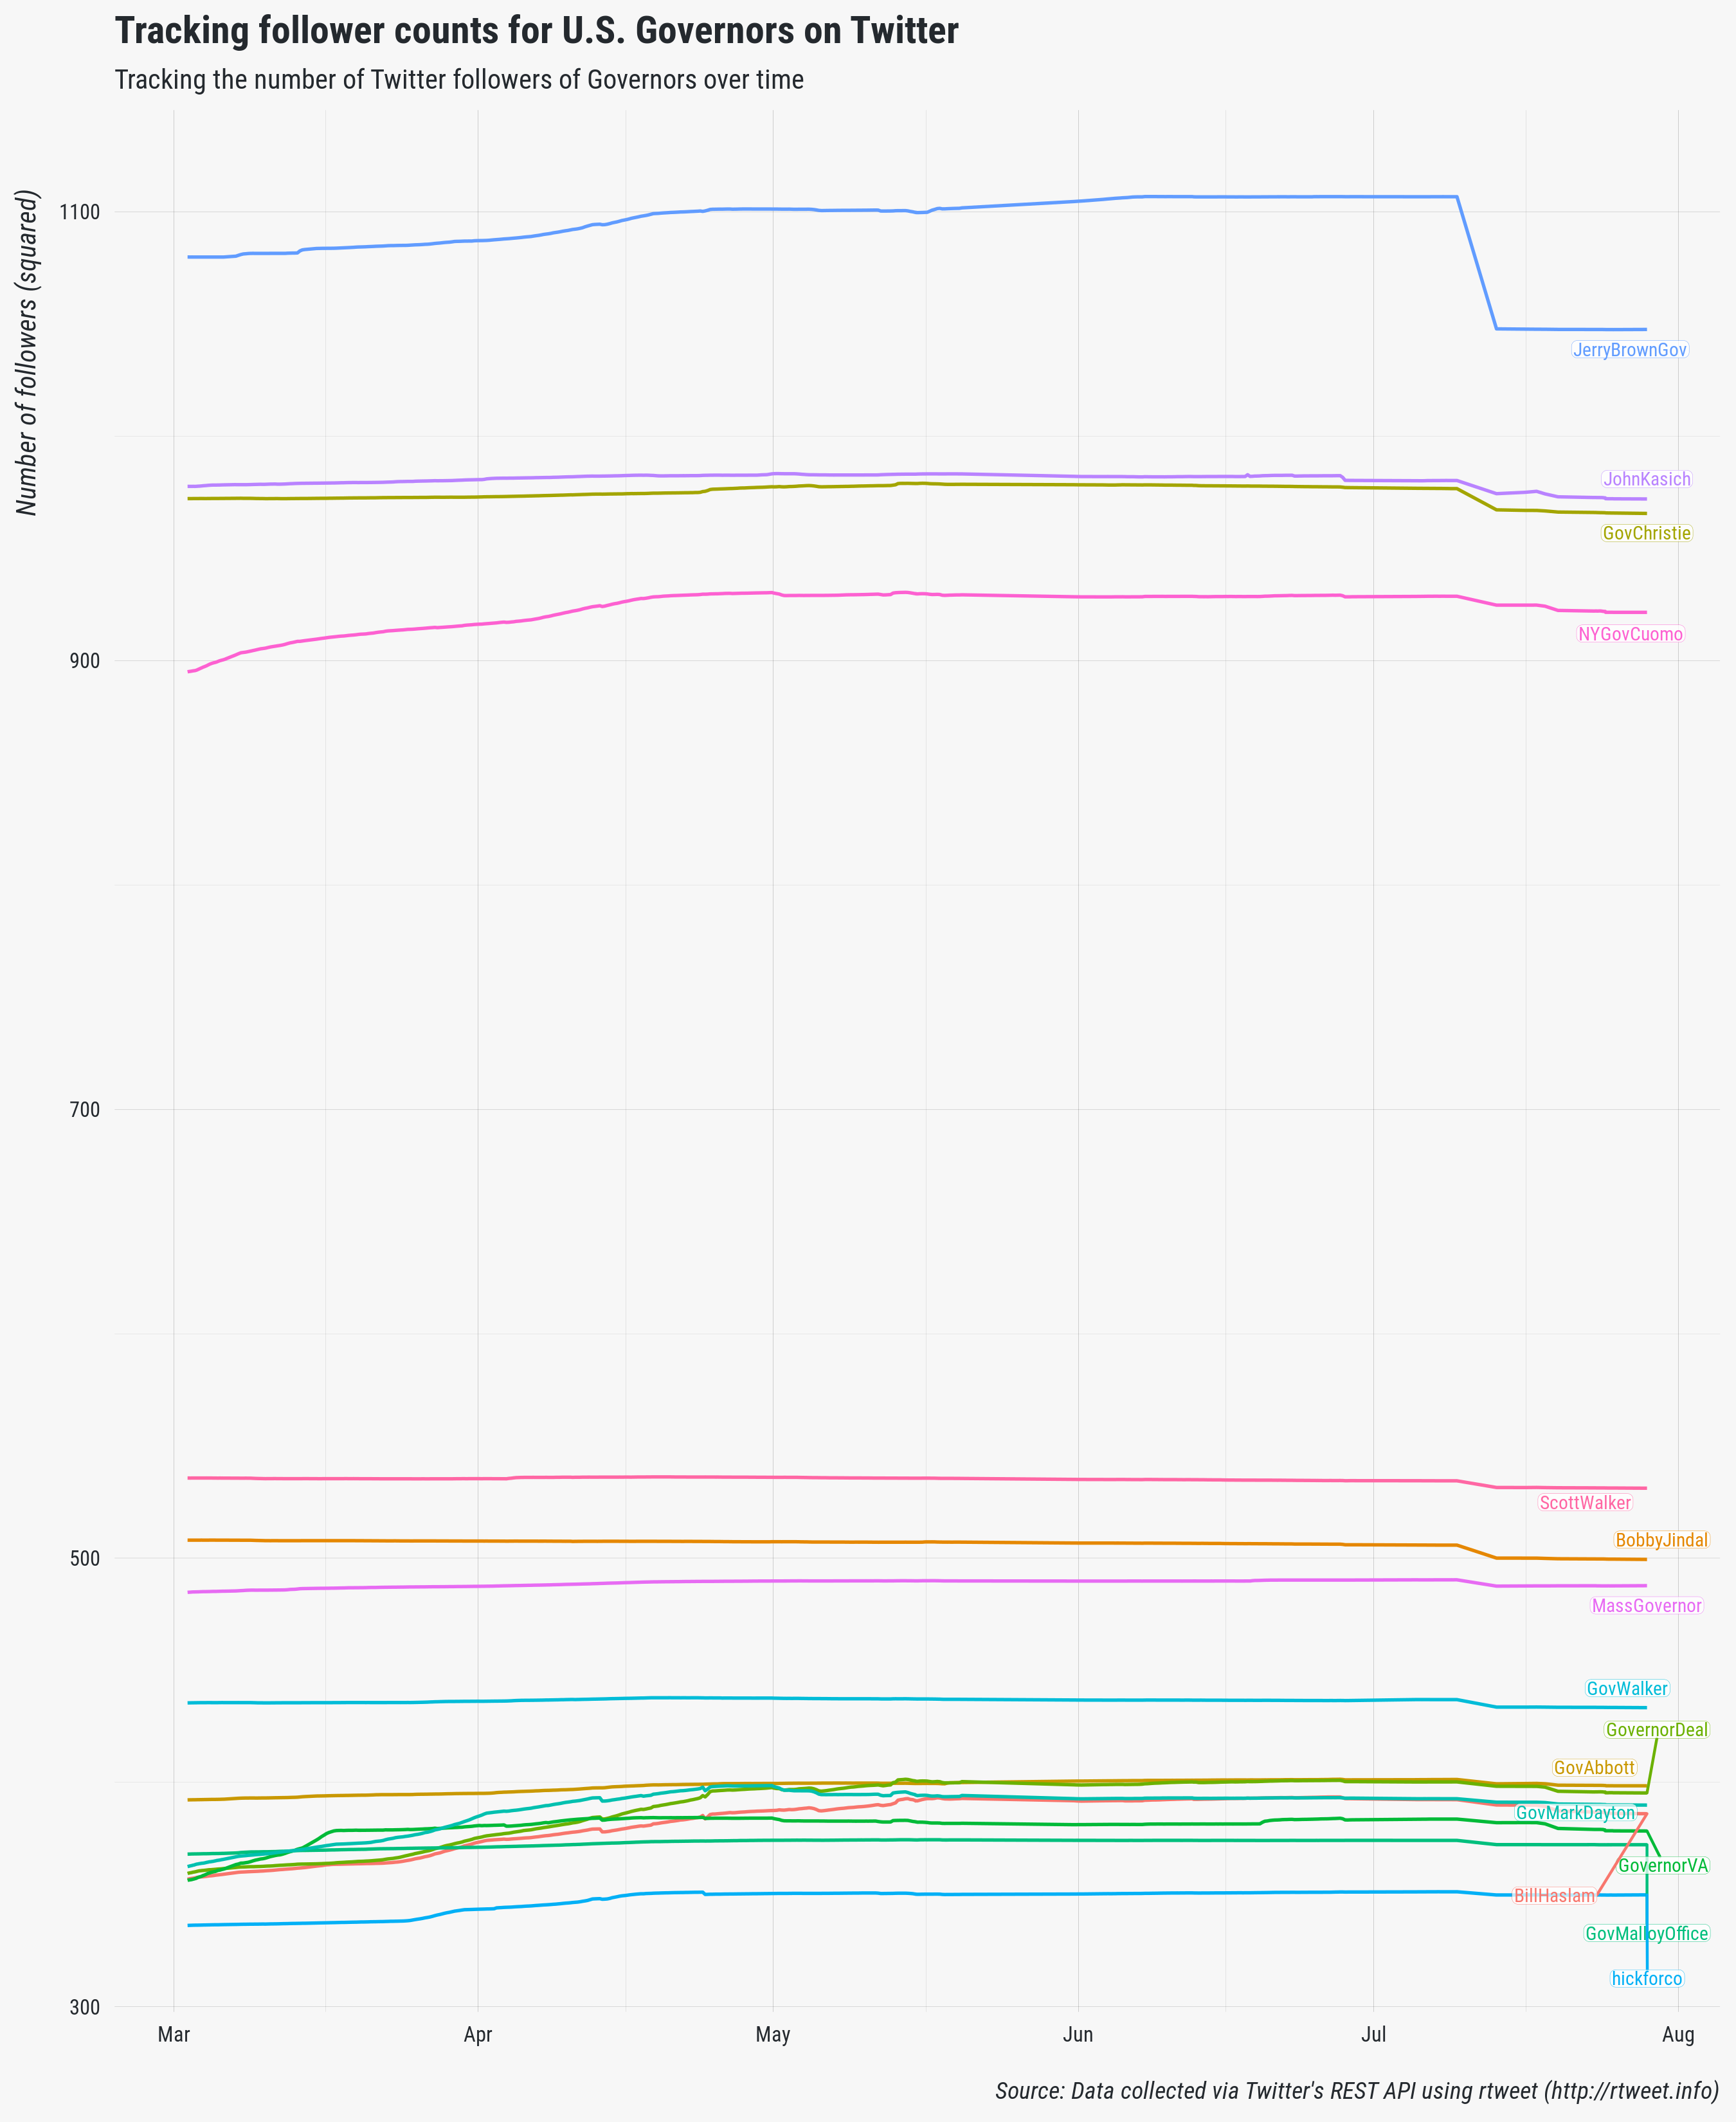 Tracking follower counts for U.S. Governors on Twitter
Tracking the number of Twitter followers of Governors over time
Number of followers (squared)
1100
JerryBrownGov
JohnKasich
GovChristie
NYGovCuomo
900
700
ScottWalker
BobbyJindal
500
MassGovernor
GovWalker
GovernorDeal
GovAbbott
GovMarkDayton
GovernorVA
BillHaslam
GovMalloyOffice
hickforco
300
Mar Apr May Jun Jul Aug
Source: Data collected via Twitter's REST API using rtweet (http://rtweet.info)